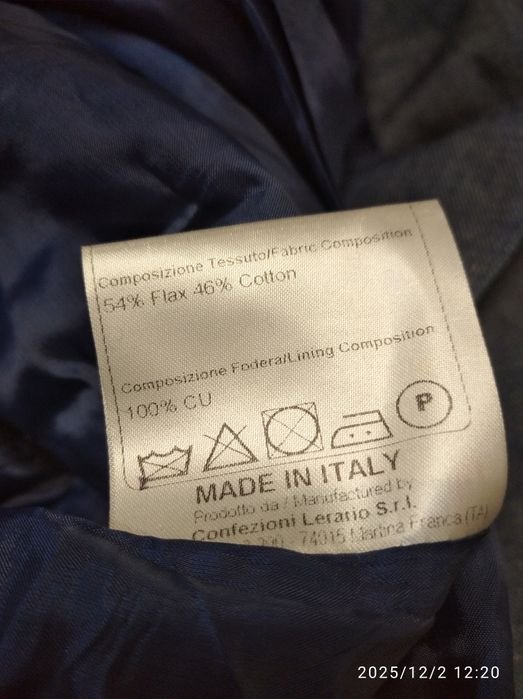 Composizione Tessuto/Fabric Composition
54% Flax 46% Cotton
Composizione Fodera/Lining Composition
100% CU
P
MADE IN ITALY
Prodotto da / Manufactured by
Confezioni Lerario S.r.l.
- 74015 Martina Franca (TA)
2025/12/2 12:20